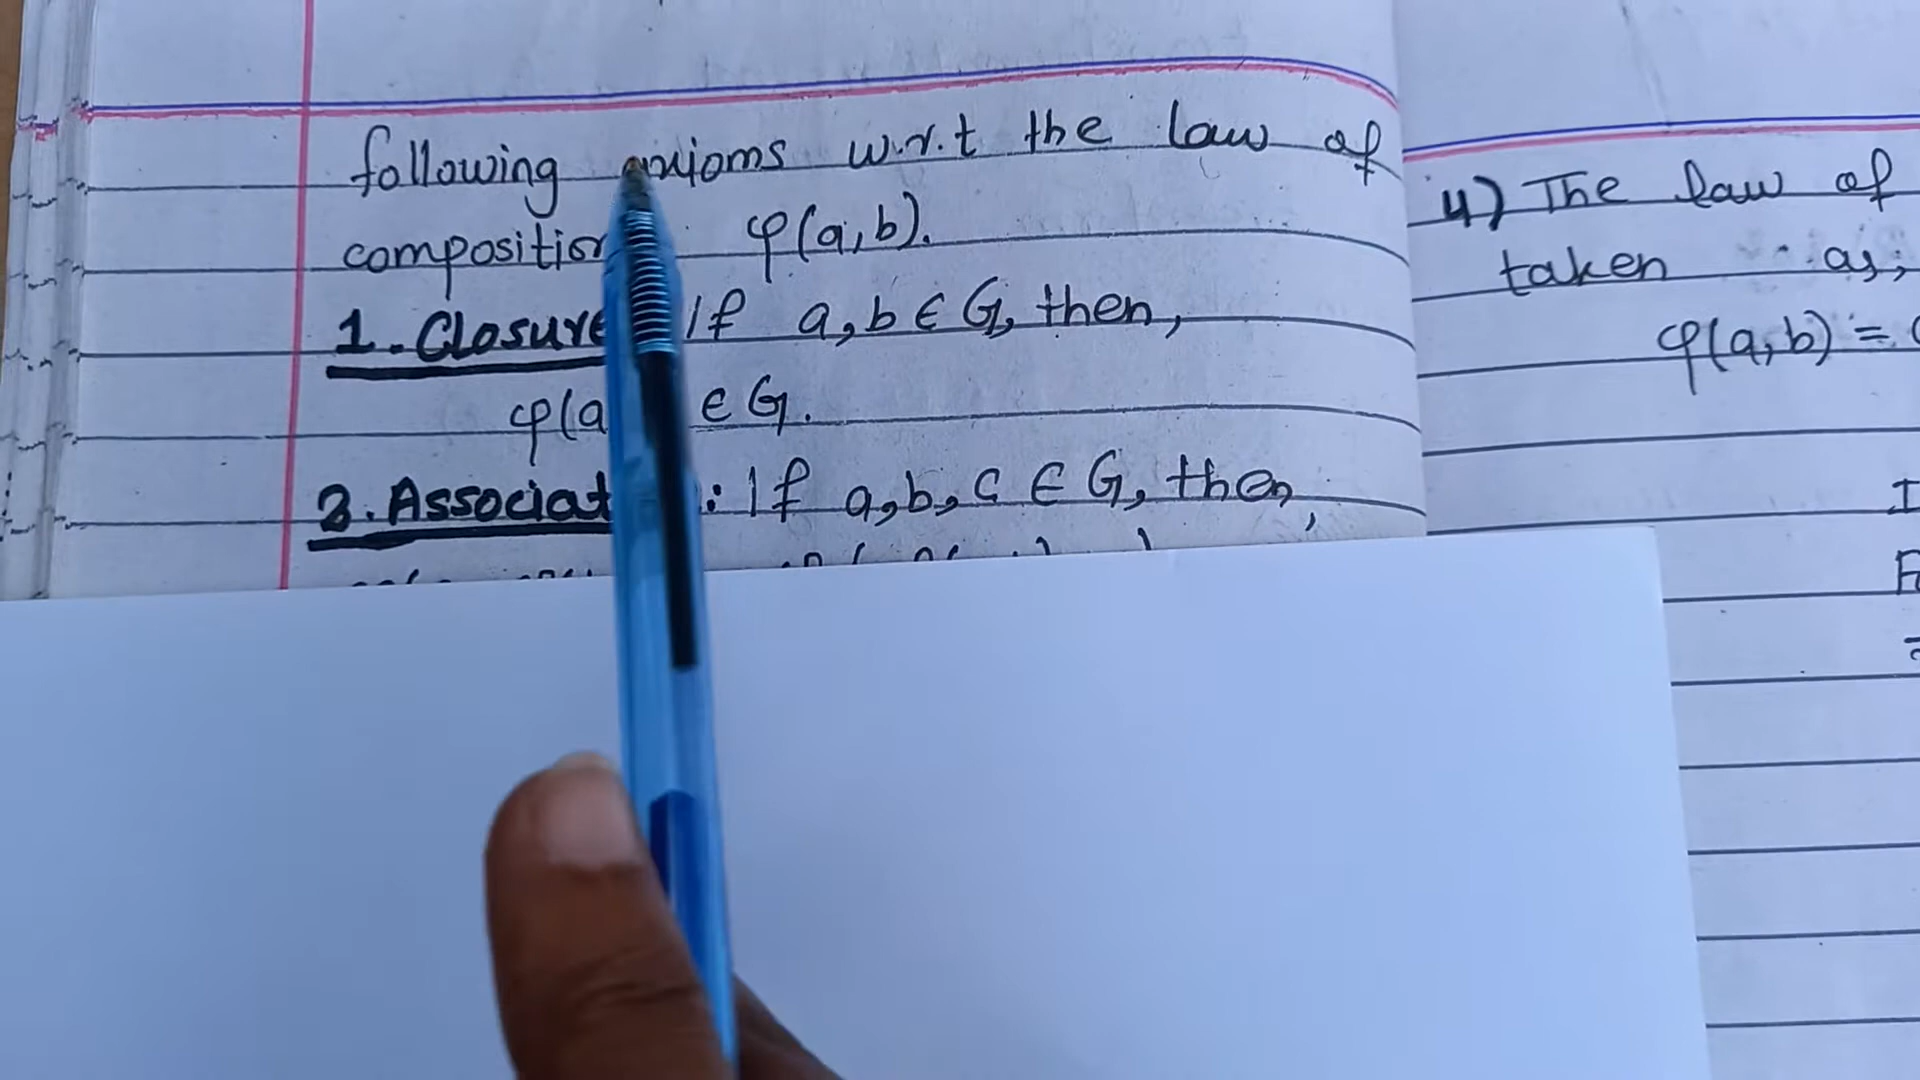 following axioms w.r.t the law of
composition φ(a,b).
1. Closure If a, b ∈ G, then,
φ(a ∈ G.
2. Associat : If a, b, c ∈ G, then,
4) The law of
taken as,
φ(a,b) =